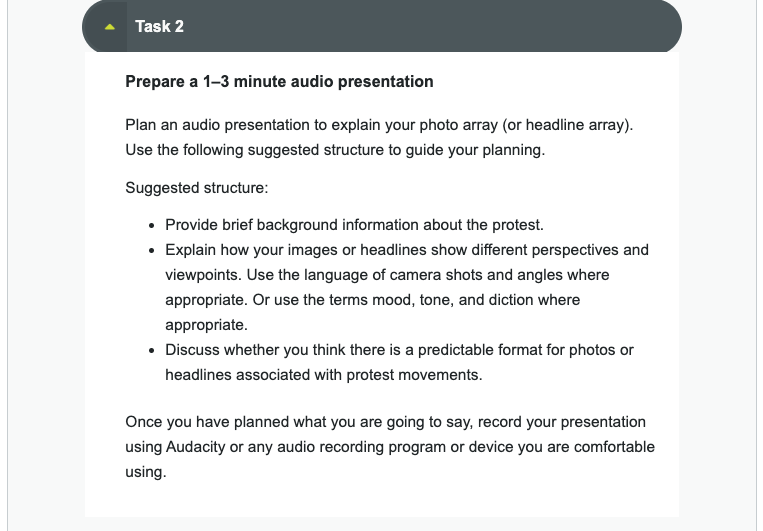 Task 2
Prepare a 1–3 minute audio presentation
Plan an audio presentation to explain your photo array (or headline array).
Use the following suggested structure to guide your planning.
Suggested structure:
• Provide brief background information about the protest.
• Explain how your images or headlines show different perspectives and
viewpoints. Use the language of camera shots and angles where
appropriate. Or use the terms mood, tone, and diction where
appropriate.
• Discuss whether you think there is a predictable format for photos or
headlines associated with protest movements.
Once you have planned what you are going to say, record your presentation
using Audacity or any audio recording program or device you are comfortable
using.